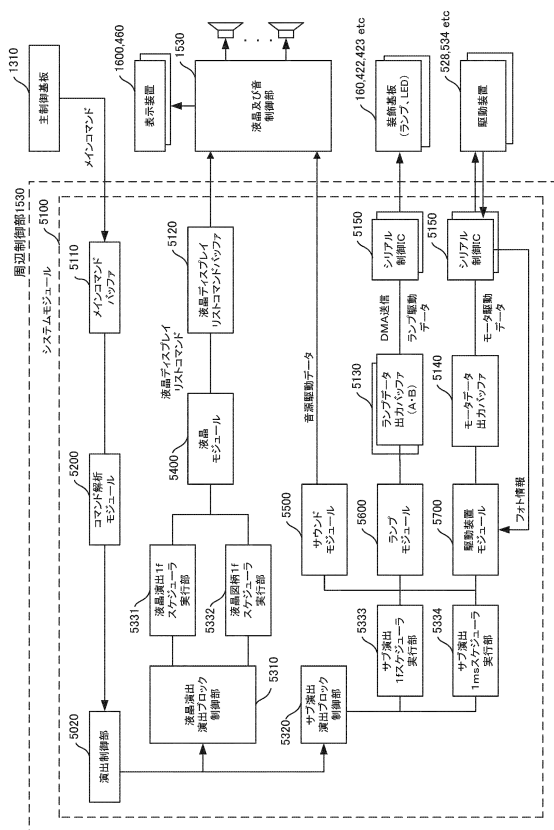 1310
主制御基板
メインコマンド
1600,460
表示装置
1530
液晶及び音
制御部
160,422,423 etc
装飾基板
(ランプ、LED)
528,534 etc
駆動装置
周辺制御部1530
システムモジュール
5100
5110
メインコマンド
バッファ
5120
液晶ディスプレイ
リストコマンドバッファ
液晶ディスプレイ
リストコマンド
音源駆動データ
5150
シリアル
制御IC
5150
シリアル
制御IC
DMA送信
ランプ駆動
データ
モータ駆動
データ
5130
ランプデータ
出力バッファ
(A・B)
5140
モータデータ
出力バッファ
フォト情報
5200
コマンド解析
モジュール
5400
液晶
モジュール
5500
サウンド
モジュール
5600
ランプ
モジュール
5700
駆動装置
モジュール
5331
液晶演出1f
スケジューラ
実行部
5332
液晶図柄1f
スケジューラ
実行部
5333
サブ演出
1fスケジューラ
実行部
5334
サブ演出
1msスケジューラ
実行部
5310
液晶演出
演出ブロック
制御部
5320
サブ演出
演出ブロック
制御部
5020
演出制御部